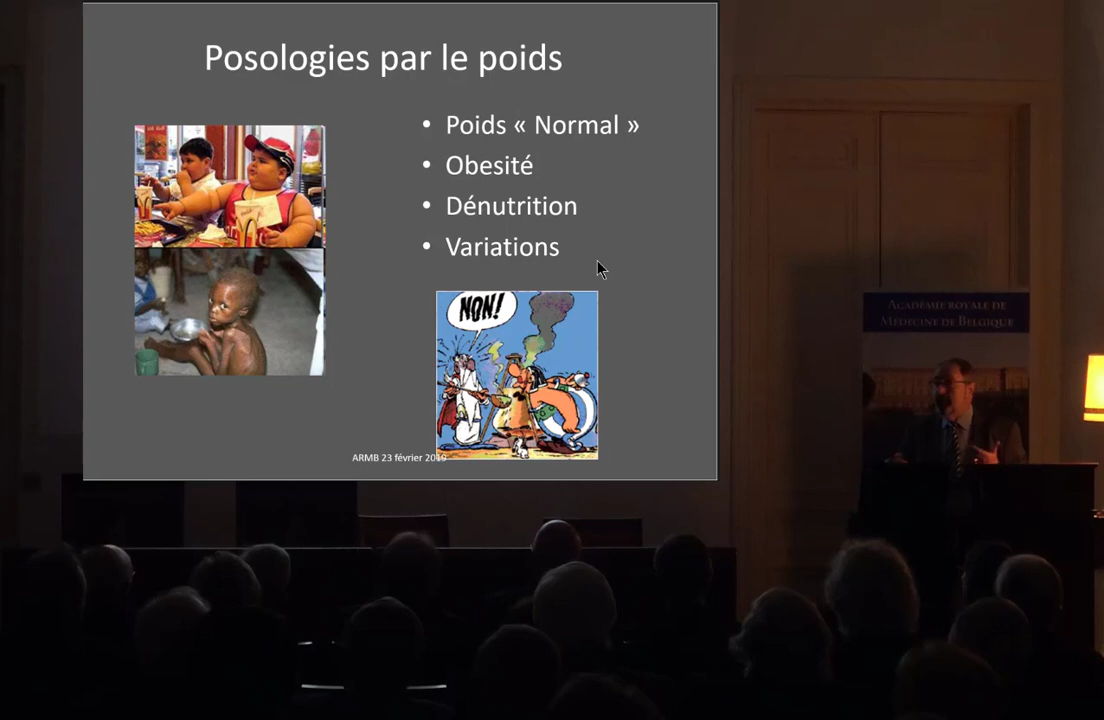 Posologies par le poids
• Poids « Normal »
• Obesité
• Dénutrition
• Variations
NON!
ARMB 23 février 2019
Académie royale de
Médecine de Belgique